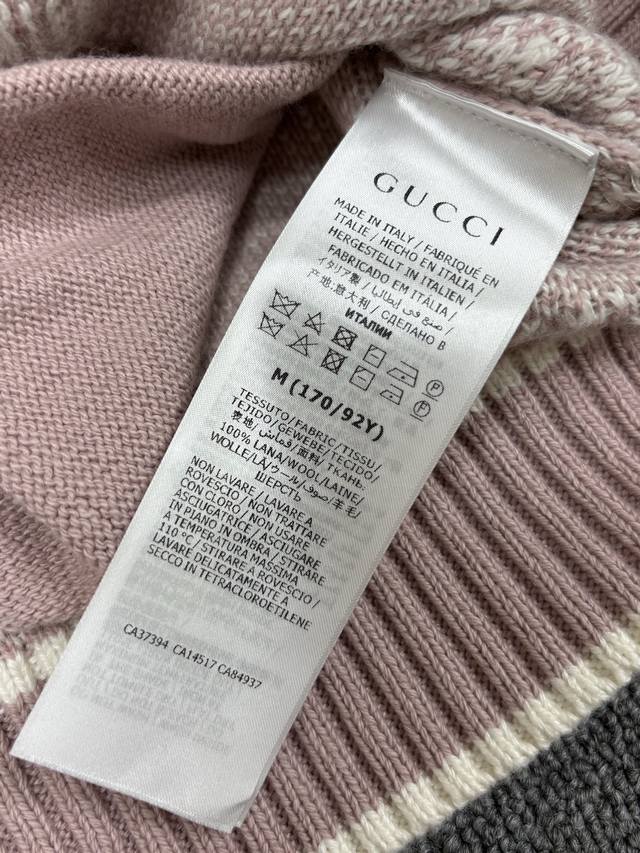 GUCCI
MADE IN ITALY / FABRIQUÉ EN
ITALIE / HECHO EN ITALIA /
HERGESTELLT IN ITALIEN /
FABRICADO EM ITÁLIA /
イタリア製 / صنع في إيطاليا /
产地:意大利 / СДЕЛАНО В
ИТАЛИИ
M (170/92Y)
TESSUTO/FABRIC/TISSU/
TEJIDO/GEWEBE/TECIDO/
表地/قماش/面料/ТКАНЬ:
100% LANA/WOOL/LAINE/
WOLLE/LÃ/ウール/صوف/羊毛/
ШЕРСТЬ
NON LAVARE / LAVARE A
ROVESCIO / NON TRATTARE
CON CLORO / NON USARE
ASCIUGATRICE / ASCIUGARE
IN PIANO IN OMBRA / STIRARE
A TEMPERATURA MASSIMA
110 °C / STIRARE A ROVESCIO /
LAVARE DELICATAMENTE A
SECCO IN TETRACLOROETILENE
CA37394 CA14517 CA84937